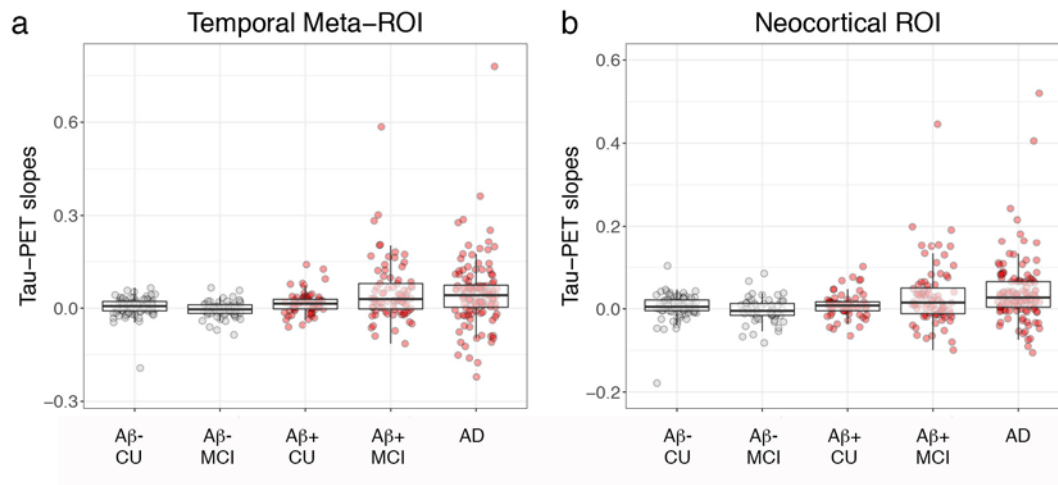 a
Temporal Meta−ROI
Tau−PET slopes
0.6
0.3
0.0
−0.3
Aβ-
CU
Aβ-
MCI
Aβ+
CU
Aβ+
MCI
AD
b
Neocortical ROI
Tau−PET slopes
0.6
0.4
0.2
0.0
−0.2
Aβ-
CU
Aβ-
MCI
Aβ+
CU
Aβ+
MCI
AD